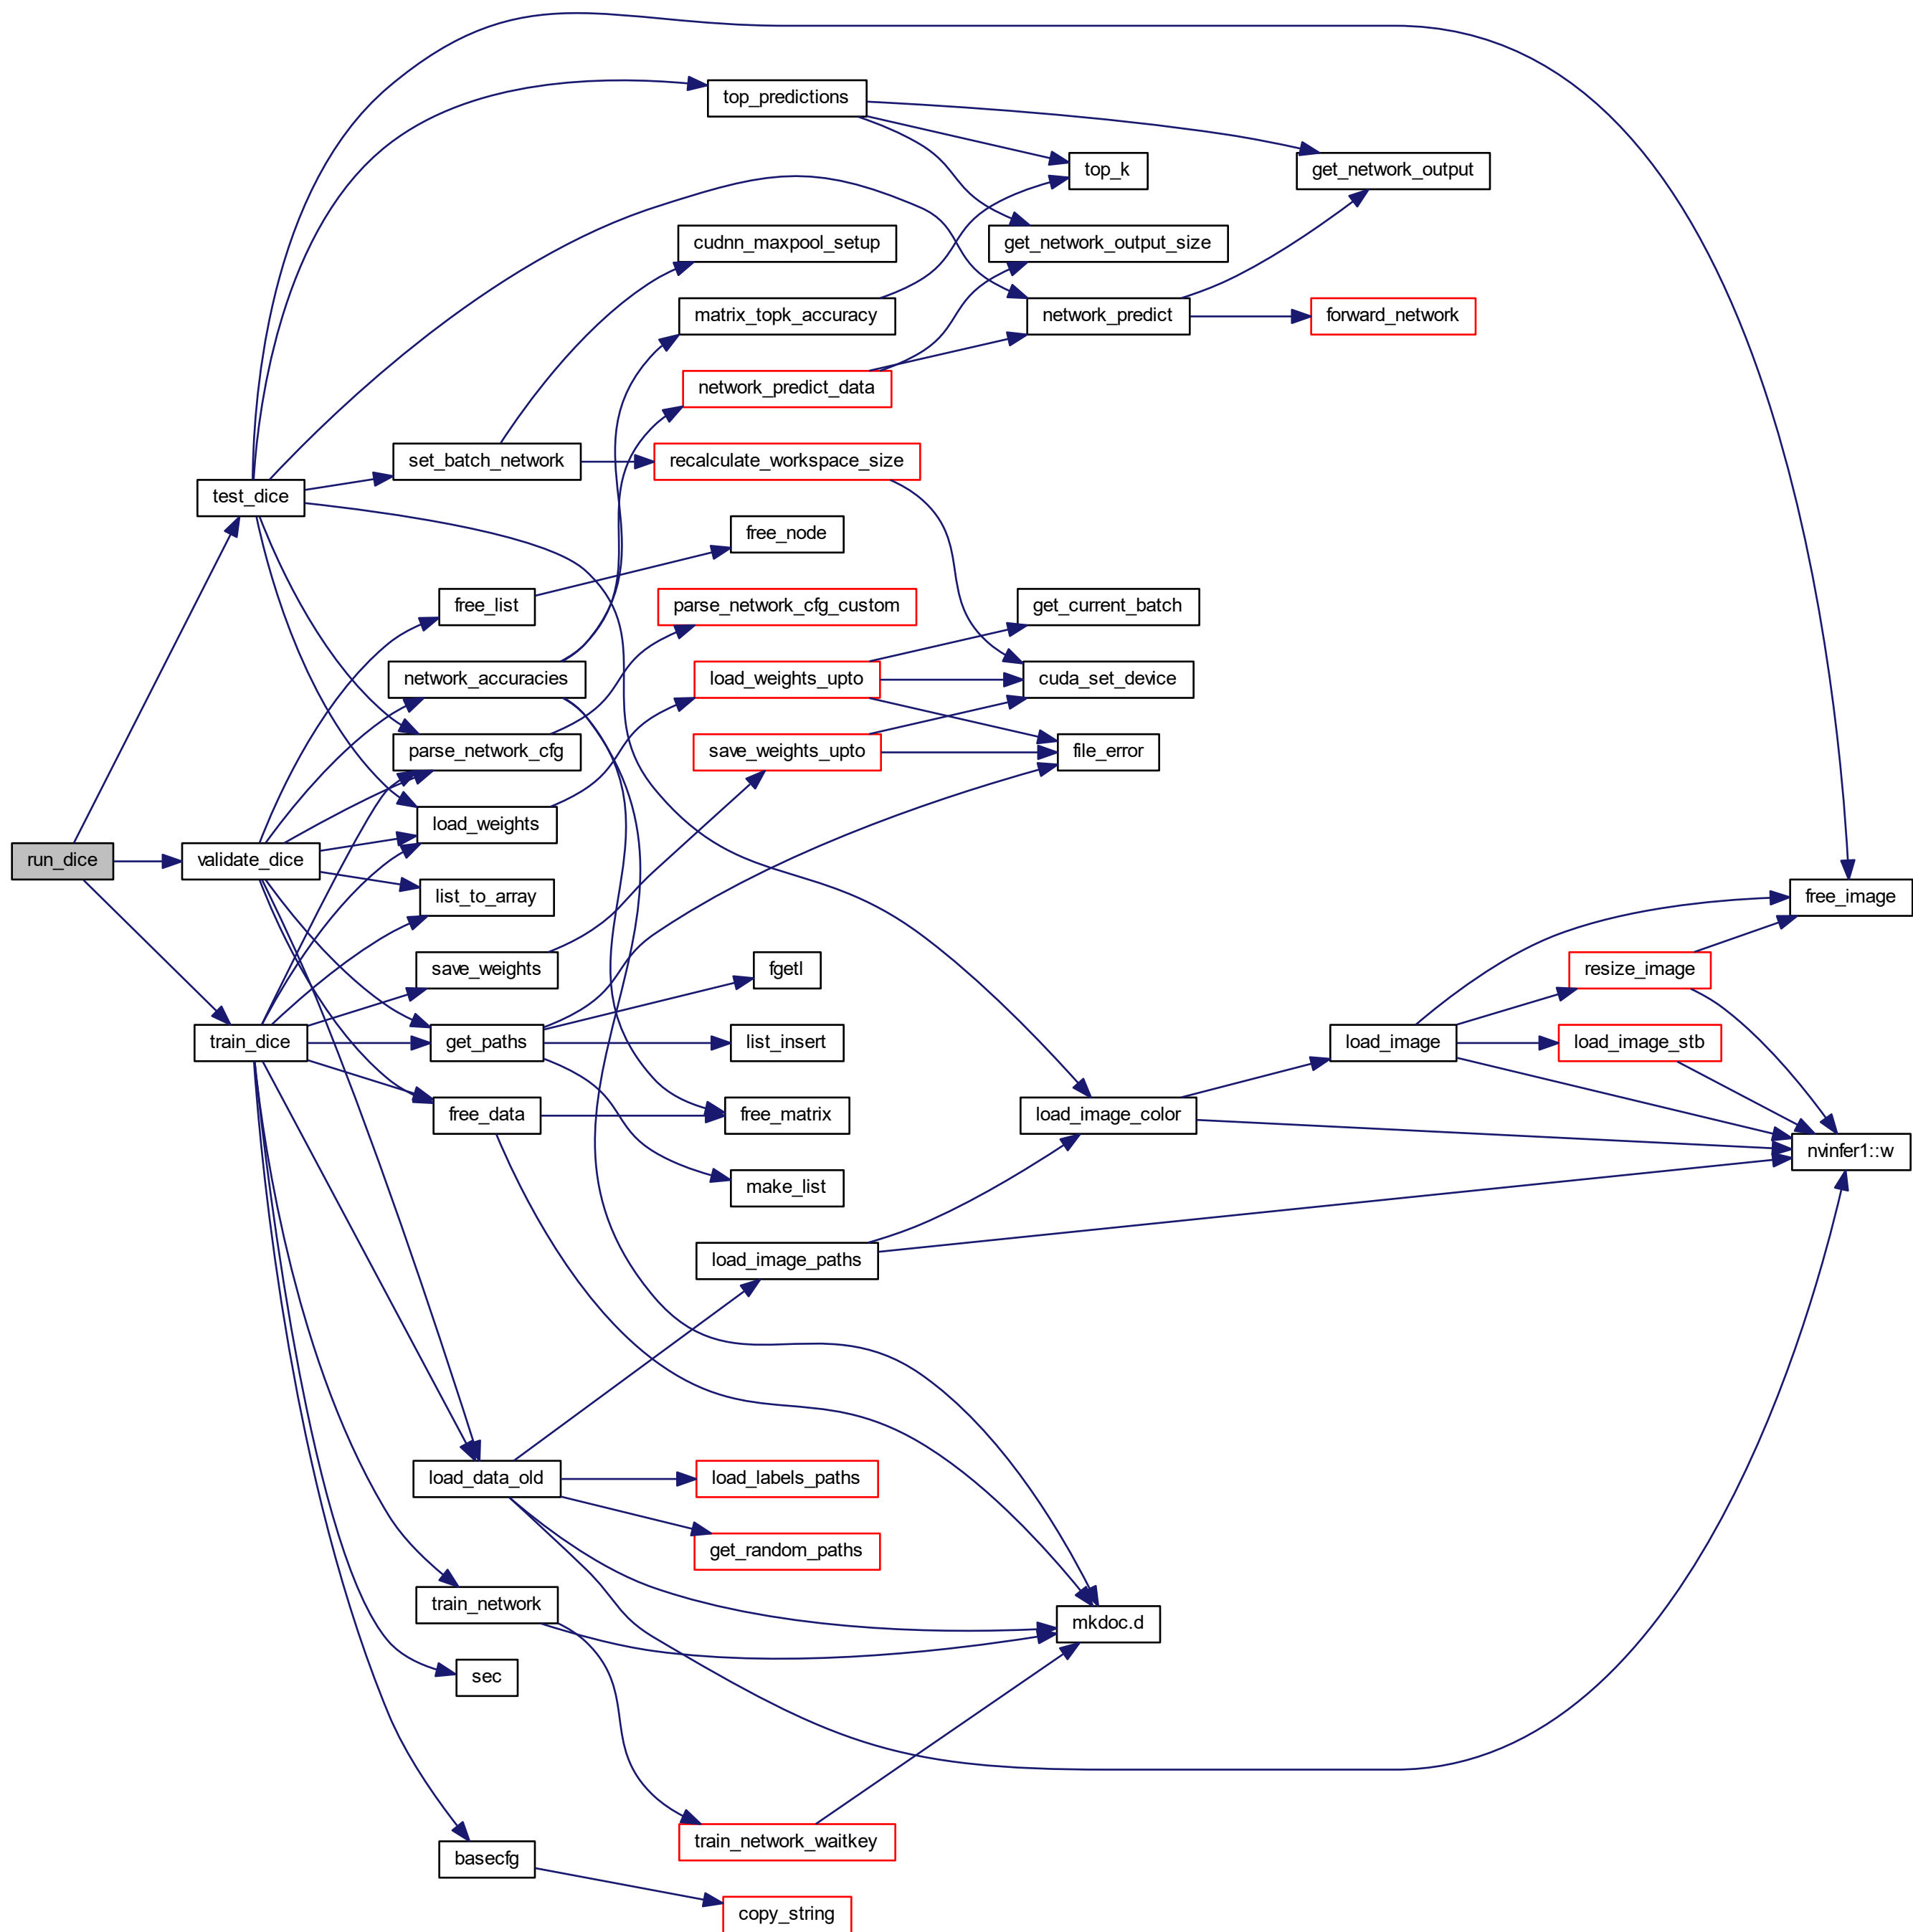 top_predictions
top_k
get_network_output
cudnn_maxpool_setup
get_network_output_size
matrix_topk_accuracy
network_predict
forward_network
network_predict_data
set_batch_network
recalculate_workspace_size
test_dice
free_node
free_list
parse_network_cfg_custom
get_current_batch
network_accuracies
load_weights_upto
cuda_set_device
parse_network_cfg
save_weights_upto
file_error
load_weights
run_dice
validate_dice
list_to_array
free_image
save_weights
fgetl
resize_image
train_dice
get_paths
list_insert
load_image
load_image_stb
free_data
free_matrix
load_image_color
nvinfer1::w
make_list
load_image_paths
load_data_old
load_labels_paths
get_random_paths
train_network
mkdoc.d
sec
train_network_waitkey
basecfg
copy_string